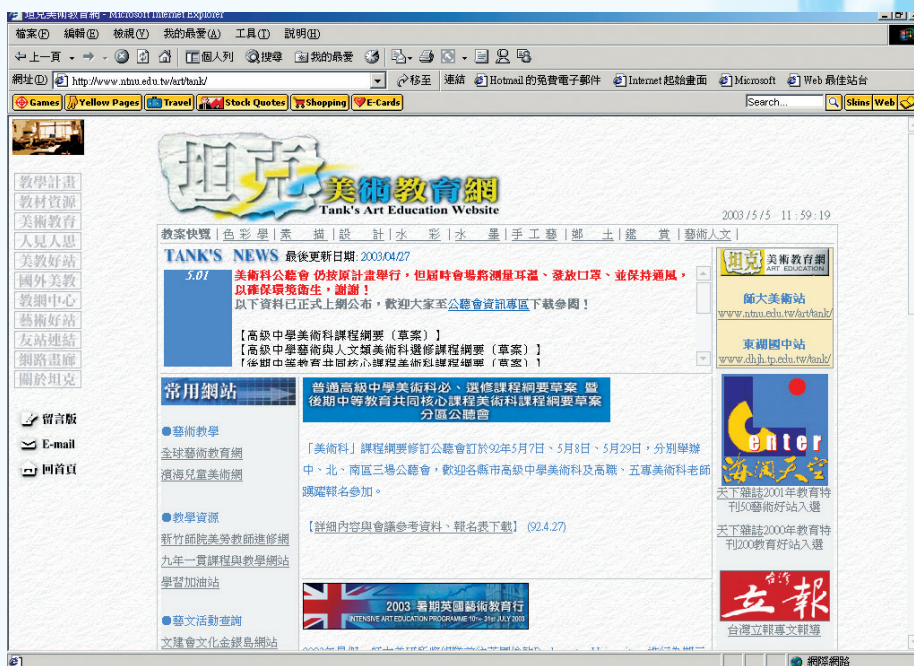 坦克美術教育網 - Microsoft Internet Explorer
檔案(F) 編輯(E) 檢視(V) 我的最愛(A) 工具(T) 說明(H)
上一頁 個人列 搜尋 我的最愛
網址(D) http://www.ntnu.edu.tw/art/tank/ 移至 連結 Hotmail 的免費電子郵件 Internet 起始畫面 Microsoft Web 最佳站台
Games Yellow Pages Travel Stock Quotes Shopping E-Cards Search... Skins Web
教學計畫
教材資源
美術教育
人見人思
美教好站
國外美教
教網中心
藝術好站
友站連結
網路畫廊
關於坦克
留言版
E-mail
回首頁
坦克
美術教育網
Tank's Art Education Website
2003/5/5 11:59:19
教案快覽|色彩學|素 描|設 計|水 彩|水 墨|手工藝|鄉 土|鑑 賞|藝術人文|
TANK'S NEWS 最後更新日期: 2003/04/27
5.01
美術科公聽會 仍按原計畫舉行，但屆時會場將測量耳溫、發放口罩、並保持通風，
以確保環境衛生，謝謝！
以下資料已正式上網公布，歡迎大家至公聽會資訊專區下載參閱！
【高級中學美術科課程綱要（草案）】
【高級中學藝術與人文類美術科選修課程綱要（草案）】
【後期中等教育共同核心課程美術科課程綱要（草案）】
坦克 美術教育網
ART EDUCATION
師大美術站
www.ntnu.edu.tw/art/tank/
東湖國中站
www.dhjh.tp.edu.tw/tank/
常用網站
●藝術教學
全球藝術教育網
濱海兒童美術網
●教學資源
新竹師院美勞教師進修網
九年一貫課程與教學網站
學習加油站
●藝文活動查詢
文建會文化金銀島網站
普通高級中學美術科必、選修課程綱要草案 暨
後期中等教育共同核心課程美術科課程綱要草案
分區公聽會
「美術科」課程綱要修訂公聽會訂於92年5月7日、5月8日、5月29日，分別舉辦
中、北、南區三場公聽會，歡迎各縣市高級中學美術科及高職、五專美術科老師
踴躍報名參加。
【詳細內容與會議參考資料、報名表下載】 (92.4.27)
2003 暑期英國藝術教育行
INTENSIVE ART EDUCATION PROGRAMME 10th- 31st JULY 2003
enter
海闊天空
天下雜誌2001年教育特
刊50藝術好站入選
天下雜誌2000年教育特
刊200教育好站入選
台灣
立報
台灣立報專文報導
網際網路